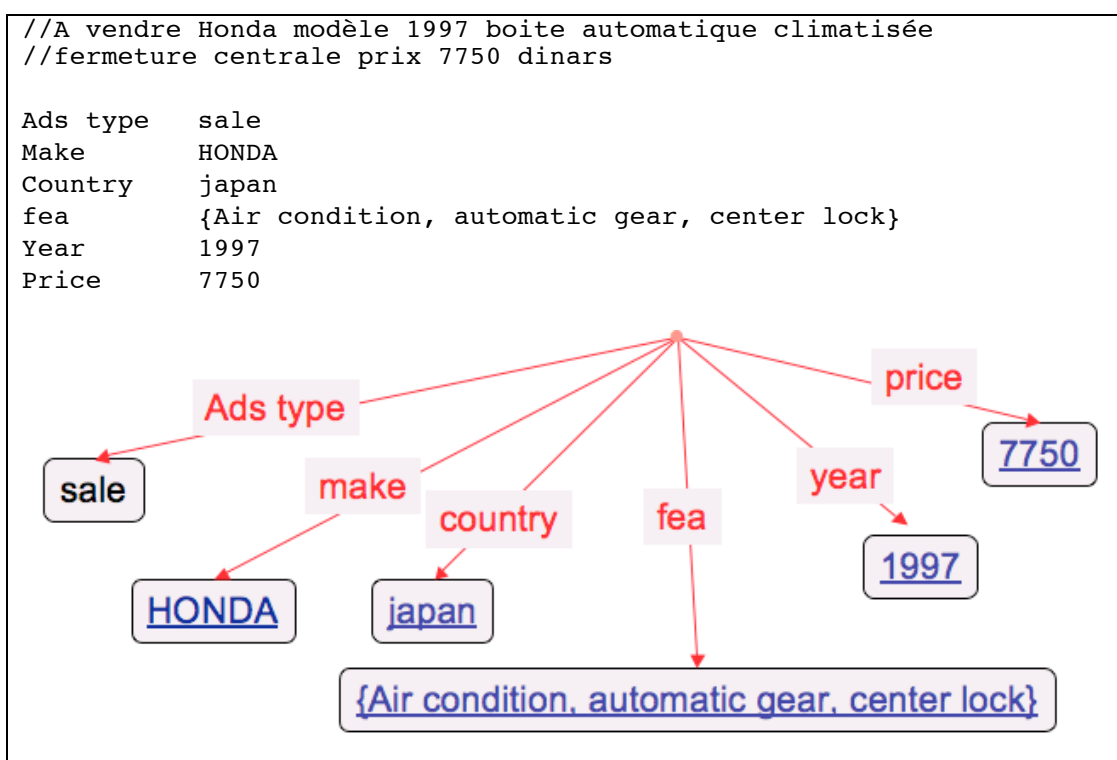 //A vendre Honda modèle 1997 boite automatique climatisée
//fermeture centrale prix 7750 dinars
Ads type sale
Make HONDA
Country japan
fea {Air condition, automatic gear, center lock}
Year 1997
Price 7750
price
Ads type
7750
sale
make
year
country
fea
1997
HONDA
japan
{Air condition, automatic gear, center lock}